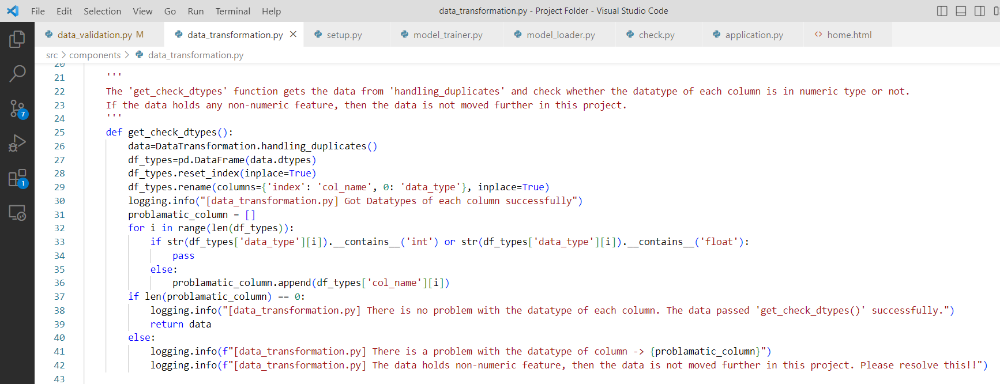 File Edit Selection View Go Run Terminal Help data_transformation.py - Project Folder - Visual Studio Code
data_validation.py M data_transformation.py setup.py model_trainer.py model_loader.py check.py application.py home.html
src > components > data_transformation.py
20
21 '''
22 The 'get_check_dtypes' function gets the data from 'handling_duplicates' and check whether the datatype of each column is in numeric type or not.
23 If the data holds any non-numeric feature, then the data is not moved further in this project.
24 '''
25 def get_check_dtypes():
26 data=DataTransformation.handling_duplicates()
27 df_types=pd.DataFrame(data.dtypes)
28 df_types.reset_index(inplace=True)
29 df_types.rename(columns={'index': 'col_name', 0: 'data_type'}, inplace=True)
30 logging.info("[data_transformation.py] Got Datatypes of each column successfully")
31 problamatic_column = []
32 for i in range(len(df_types)):
33 if str(df_types['data_type'][i]).__contains__('int') or str(df_types['data_type'][i]).__contains__('float'):
34 pass
35 else:
36 problamatic_column.append(df_types['col_name'][i])
37 if len(problamatic_column) == 0:
38 logging.info("[data_transformation.py] There is no problem with the datatype of each column. The data passed 'get_check_dtypes()' successfully.")
39 return data
40 else:
41 logging.info(f"[data_transformation.py] There is a problem with the datatype of column -> {problamatic_column}")
42 logging.info(f"[data_transformation.py] The data holds non-numeric feature, then the data is not moved further in this project. Please resolve this!!")
43
7
1